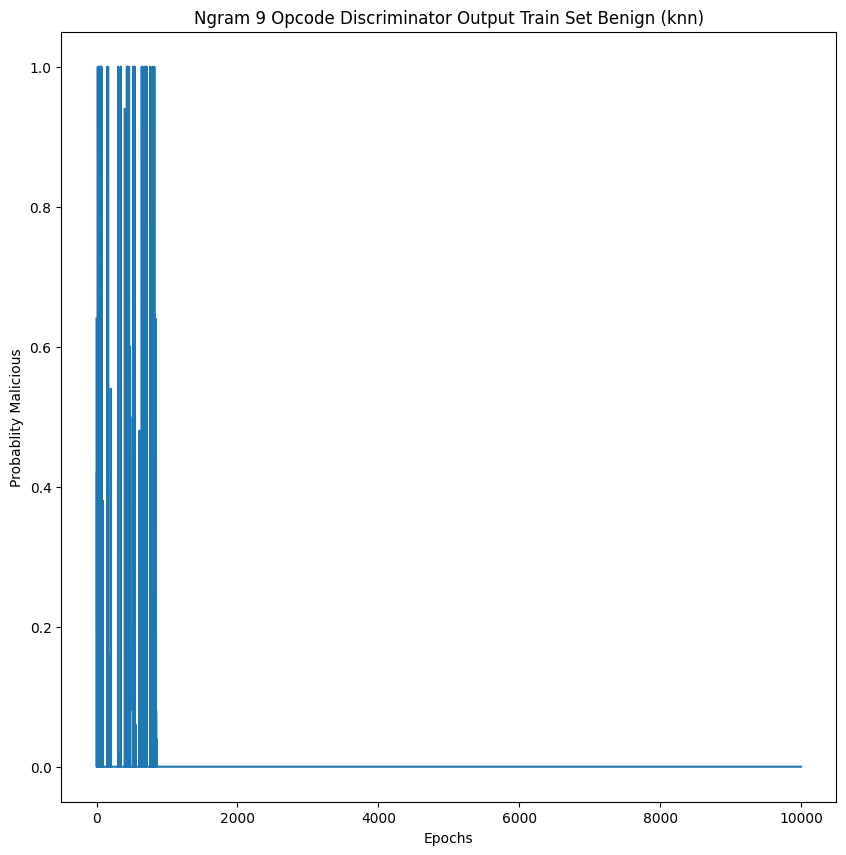 Ngram 9 Opcode Discriminator Output Train Set Benign (knn)
1.0
0.8
0.6
0.4
0.2
0.0
Probablity Malicious
0 2000 4000 6000 8000 10000
Epochs